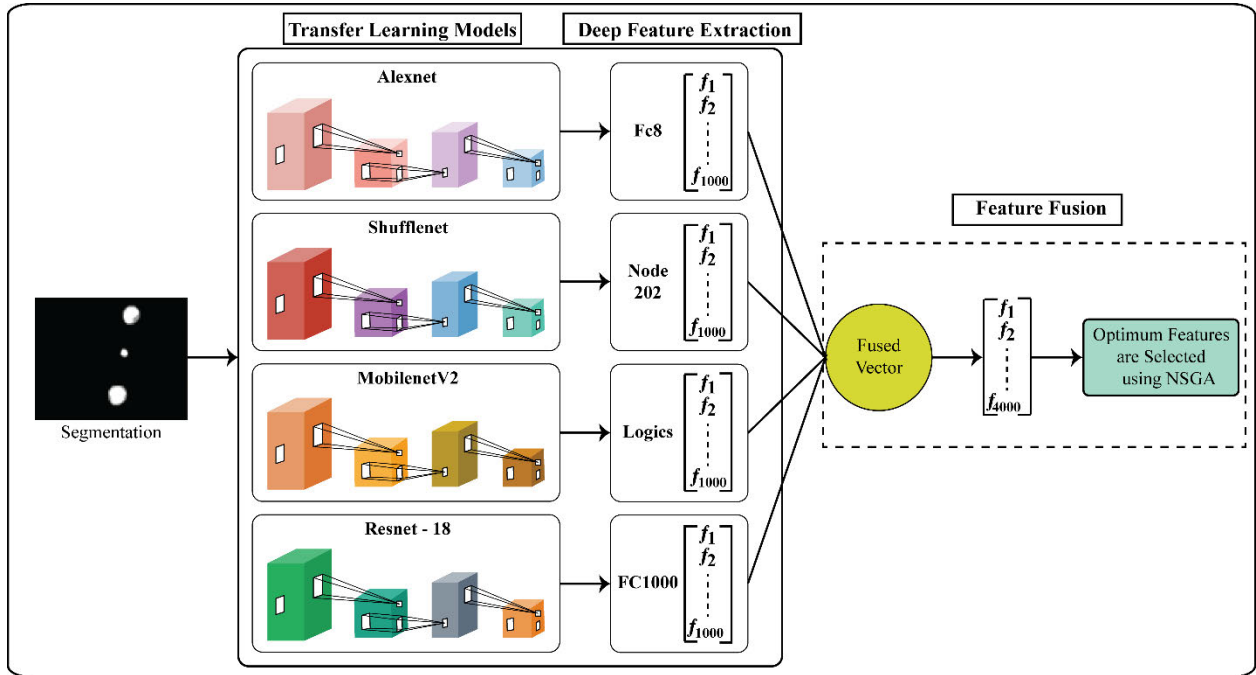 Transfer Learning Models
Deep Feature Extraction
Alexnet
Fc8
f1
f2
f1000
Shufflenet
Node
202
f1
f2
f1000
MobilenetV2
Logics
f1
f2
f1000
Resnet - 18
FC1000
f1
f2
f1000
Segmentation
Feature Fusion
Fused
Vector
f1
f2
f4000
Optimum Features
are Selected
using NSGA